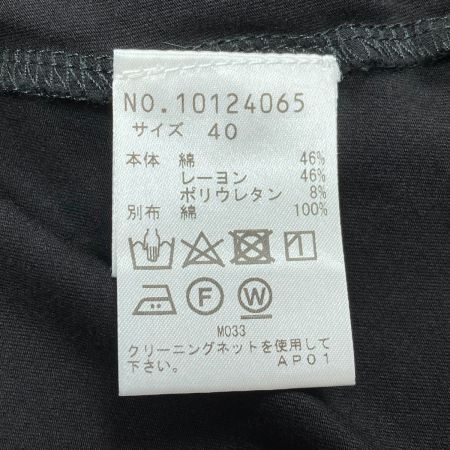 NO.10124065
サイズ 40
本体 綿 46%
レーヨン 46%
ポリウレタン 8%
別布 綿 100%
F
W
M033
クリーニングネットを使用して
下さい。 AP01